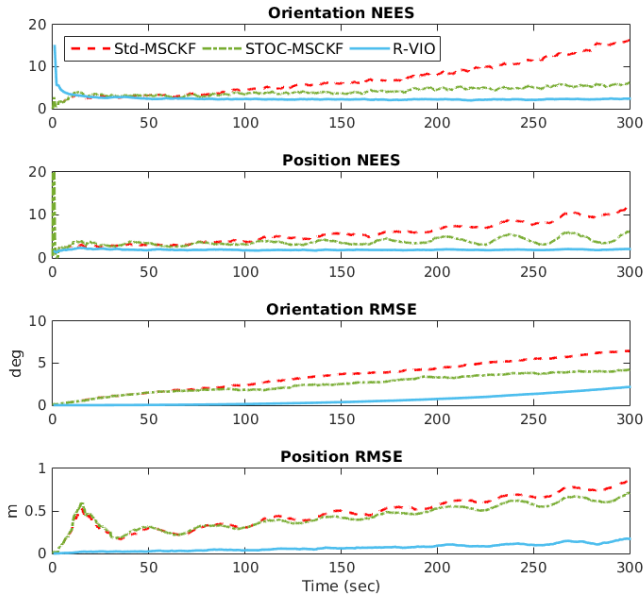 Orientation NEES
20
10
0
Std-MSCKF STOC-MSCKF R-VIO
0 50 100 150 200 250 300
Position NEES
20
10
0
0 50 100 150 200 250 300
Orientation RMSE
10
5
0
deg
0 50 100 150 200 250 300
Position RMSE
1
0.5
0
m
0 50 100 150 200 250 300
Time (sec)